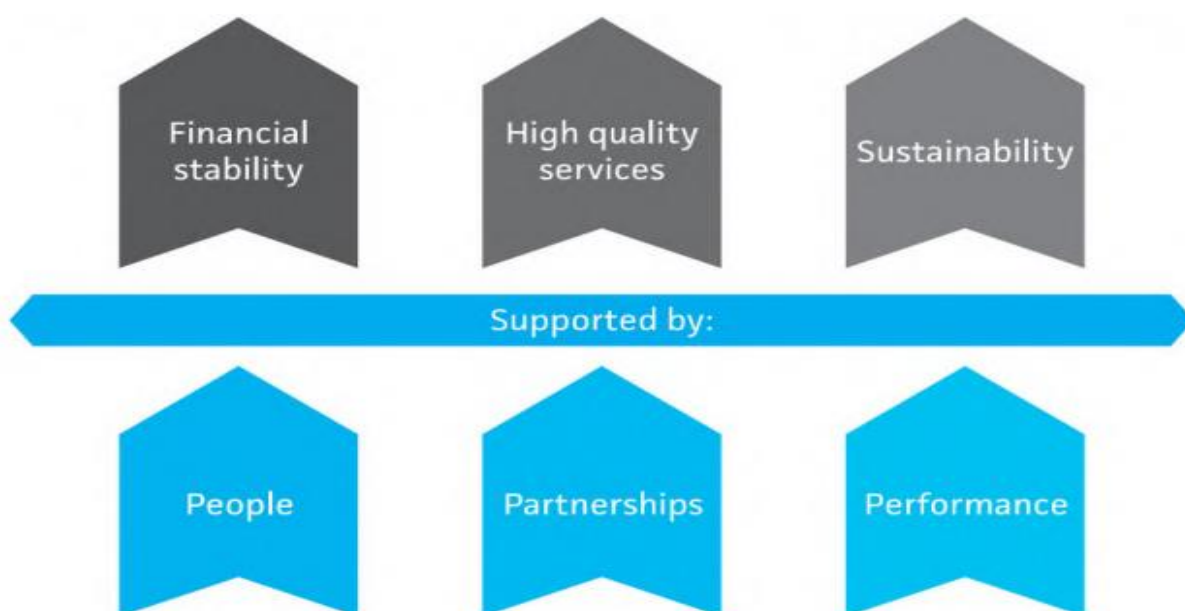 Financial
stability
High quality
services
Sustainability
Supported by:
People
Partnerships
Performance